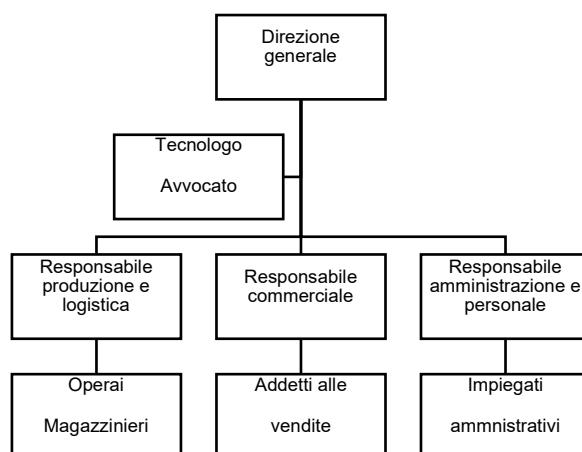 Direzione
generale
Tecnologo
Avvocato
Responsabile
produzione e
logistica
Responsabile
commerciale
Responsabile
amministrazione e
personale
Operai
Magazzinieri
Addetti alle
vendite
Impiegati
ammnistrativi